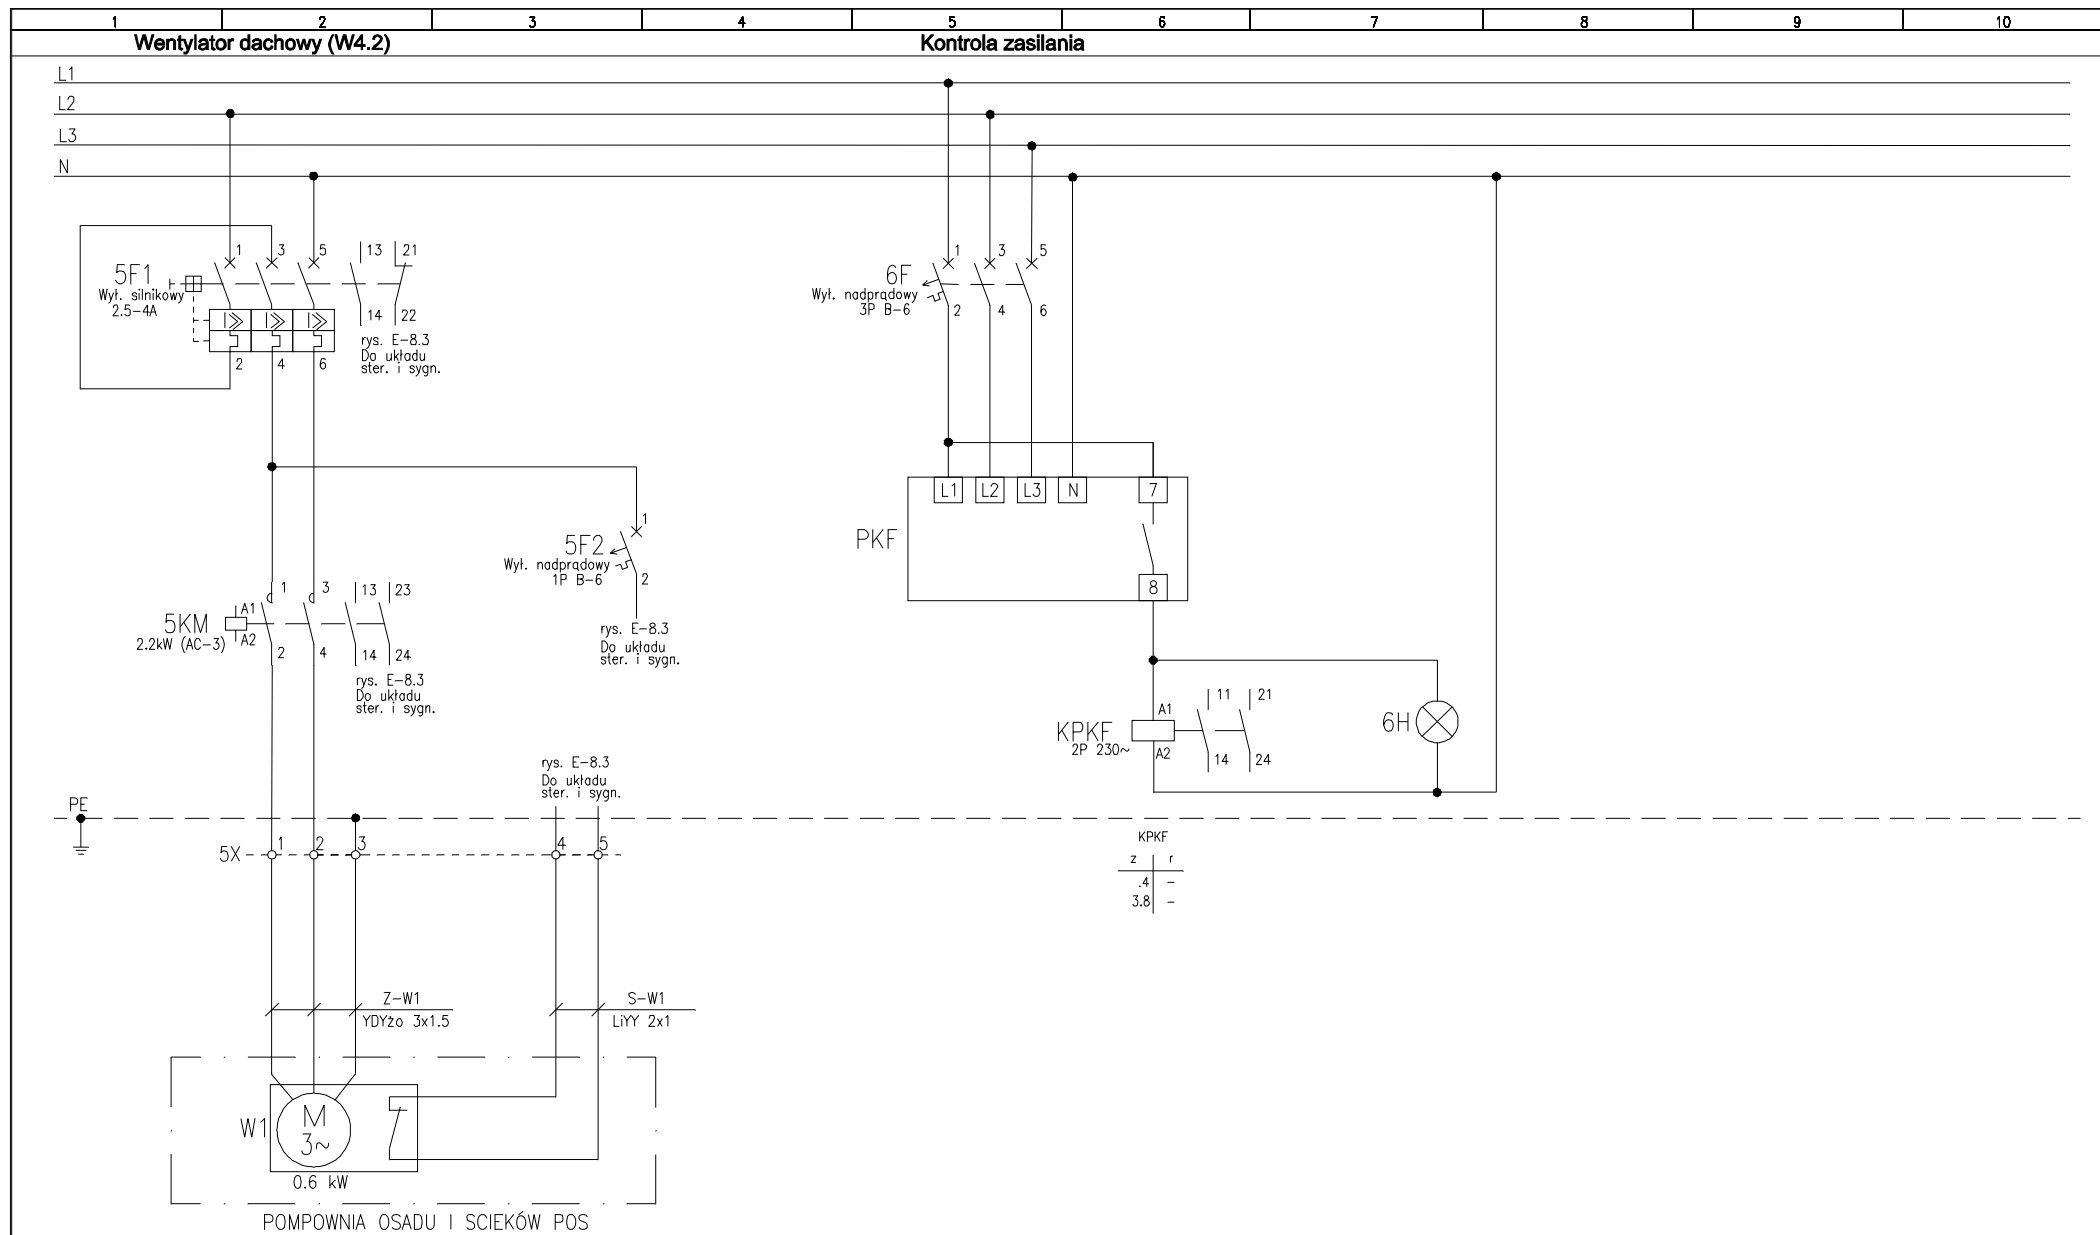 1 2 3 4 5 6 7 8 9 10
Wentylator dachowy (W4.2) Kontrola zasilania
L1
L2
L3
N
1 3 5 13 21
5F1
Wył. silnikowy
2.5-4A
14 22
2 4 6
rys. E-8.3
Do układu
ster. i sygn.
1 3 5
6F
Wył. nadprądowy
3P B-6
2 4 6
L1 L2 L3 N 7
PKF
8
1
5F2
Wył. nadprądowy
1P B-6
2
rys. E-8.3
Do układu
ster. i sygn.
1 3 13 23
A1
5KM
2.2kW (AC-3)
A2
2 4 14 24
rys. E-8.3
Do układu
ster. i sygn.
A1 11 21
KPKF
2P 230~
A2 14 24
6H
rys. E-8.3
Do układu
ster. i sygn.
PE
5X 1 2 3 4 5
KPKF
z r
.4 -
3.8 -
Z-W1
YDYżo 3x1.5
S-W1
LiYY 2x1
W1
M
3~
0.6 kW
POMPOWNIA OSADU I SCIEKÓW POS